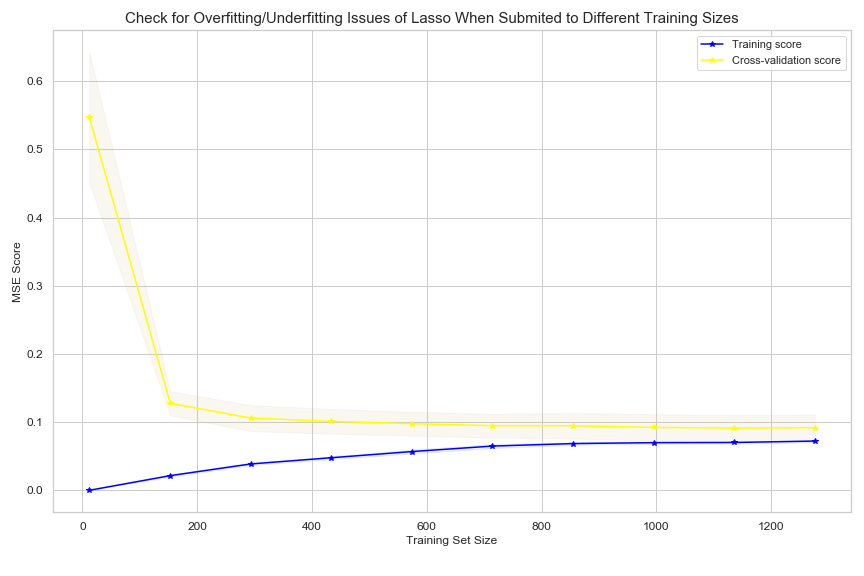 Check for Overfitting/Underfitting Issues of Lasso When Submited to Different Training Sizes
Training score
Cross-validation score
MSE Score
0.6
0.5
0.4
0.3
0.2
0.1
0.0
0 200 400 600 800 1000 1200
Training Set Size